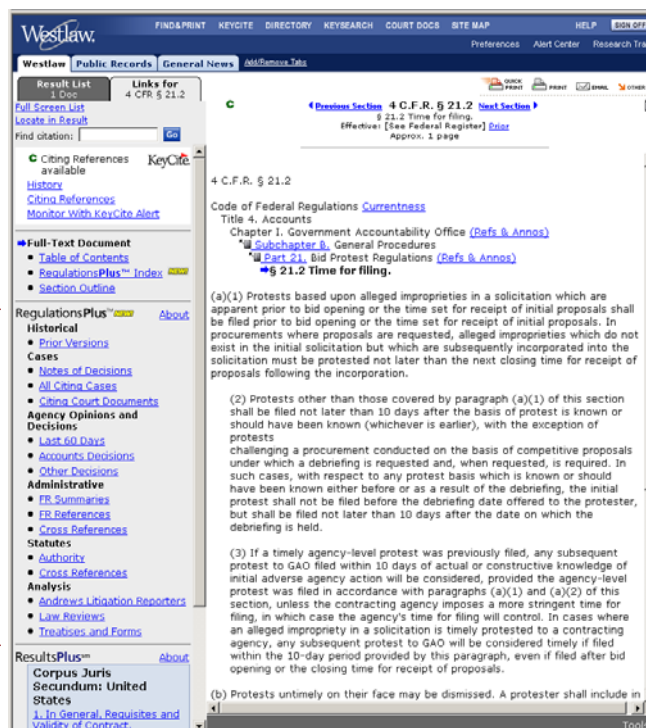 Westlaw.
FIND&PRINT KEYCITE DIRECTORY KEYSEARCH COURT DOCS SITE MAP HELP SIGN OFF
Preferences Alert Center Research Tra
Westlaw Public Records General News Add/Remove Tabs
Result List
1 Doc
Links for
4 CFR § 21.2
Full Screen List
Locate in Result
Find citation: Go
C Citing References available KeyCite
History
Citing References
Monitor With KeyCite Alert
Full-Text Document
• Table of Contents
• RegulationsPlus™ Index NEW
• Section Outline
RegulationsPlus™ NEW About
Historical
• Prior Versions
Cases
• Notes of Decisions
• All Citing Cases
• Citing Court Documents
Agency Opinions and
Decisions
• Last 60 Days
• Accounts Decisions
• Other Decisions
Administrative
• FR Summaries
• FR References
• Cross References
Statutes
• Authority
• Cross References
Analysis
• Andrews Litigation Reporters
• Law Reviews
• Treatises and Forms
ResultsPlus℠ About
Corpus Juris
Secundum: United
States
1. In General, Requisites and
Validity of Contract.
QUICK PRINT PRINT EMAIL OTHER
C
Previous Section 4 C.F.R. § 21.2 Next Section
§ 21.2 Time for filing.
Effective: [See Federal Register] Prior
Approx. 1 page
4 C.F.R. § 21.2
Code of Federal Regulations Currentness
Title 4. Accounts
Chapter I. Government Accountability Office (Refs & Annos)
Subchapter B. General Procedures
Part 21. Bid Protest Regulations (Refs & Annos)
§ 21.2 Time for filing.
(a)(1) Protests based upon alleged improprieties in a solicitation which are
apparent prior to bid opening or the time set for receipt of initial proposals shall
be filed prior to bid opening or the time set for receipt of initial proposals. In
procurements where proposals are requested, alleged improprieties which do not
exist in the initial solicitation but which are subsequently incorporated into the
solicitation must be protested not later than the next closing time for receipt of
proposals following the incorporation.
(2) Protests other than those covered by paragraph (a)(1) of this section
shall be filed not later than 10 days after the basis of protest is known or
should have been known (whichever is earlier), with the exception of
protests
challenging a procurement conducted on the basis of competitive proposals
under which a debriefing is requested and, when requested, is required. In
such cases, with respect to any protest basis which is known or should
have been known either before or as a result of the debriefing, the initial
protest shall not be filed before the debriefing date offered to the protester,
but shall be filed not later than 10 days after the date on which the
debriefing is held.
(3) If a timely agency-level protest was previously filed, any subsequent
protest to GAO filed within 10 days of actual or constructive knowledge of
initial adverse agency action will be considered, provided the agency-level
protest was filed in accordance with paragraphs (a)(1) and (a)(2) of this
section, unless the contracting agency imposes a more stringent time for
filing, in which case the agency's time for filing will control. In cases where
an alleged impropriety in a solicitation is timely protested to a contracting
agency, any subsequent protest to GAO will be considered timely if filed
within the 10-day period provided by this paragraph, even if filed after bid
opening or the closing time for receipt of proposals.
(b) Protests untimely on their face may be dismissed. A protester shall include in
Tools